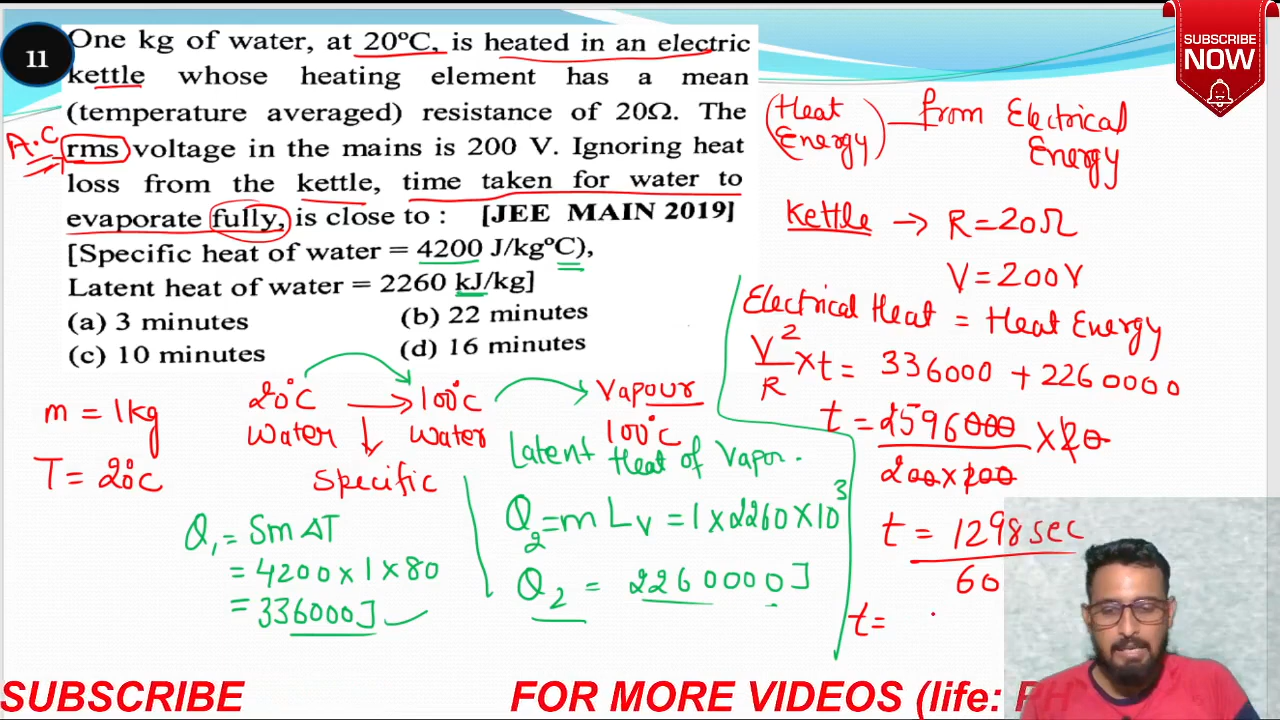 11
One kg of water, at 20ºC, is heated in an electric
kettle whose heating element has a mean
(temperature averaged) resistance of 20Ω. The
rms voltage in the mains is 200 V. Ignoring heat
loss from the kettle, time taken for water to
evaporate fully, is close to : [JEE MAIN 2019]
[Specific heat of water = 4200 J/kgºC),
Latent heat of water = 2260 kJ/kg]
(a) 3 minutes (b) 22 minutes
(c) 10 minutes (d) 16 minutes
A.C
SUBSCRIBE
NOW
(Heat Energy) — from Electrical Energy
Kettle → R = 20Ω
V = 200V
Electrical Heat = Heat Energy
V²/R × t = 336000 + 2260000
t = 2596000/200×200 × 20
t = 1298 sec/60
t =
m = 1kg
T = 20°C
20°C → 100°C Vapour
Water Water 100°C
Specific
Latent Heat of Vapor.
Q₁ = SmΔT
= 4200 × 1 × 80
= 336000 J
Q₂ = m Lv = 1 × 2260 × 10³
Q₂ = 2260000 J
SUBSCRIBE FOR MORE VIDEOS (life: PH